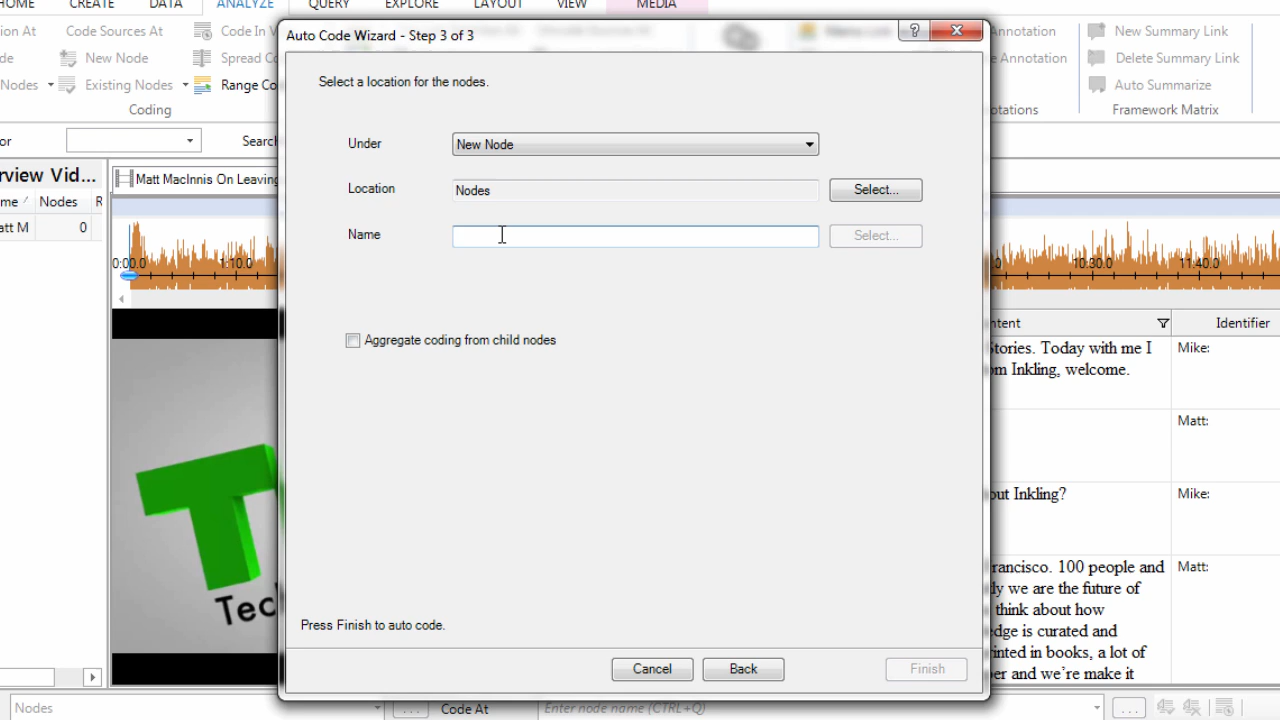 HOME CREATE DATA ANALYZE QUERY EXPLORE LAYOUT VIEW MEDIA
Code Sources At Code In
New Node Spread
Nodes Existing Nodes Range
Coding
New Summary Link
Annotation Delete Summary Link
Auto Summarize
Framework Matrix
Auto Code Wizard - Step 3 of 3
Select a location for the nodes.
Under New Node
Location Nodes Select...
Name Select...
Aggregate coding from child nodes
Press Finish to auto code.
Cancel Back Finish
or Search
rview Vid...
me Nodes R
att M 0
Matt MacInnis On Leaving
0:00.0 1:10.0
10:30.0 11:40.0
Tec
ntent Identifier
Stories. Today with me I Mike:
om Inkling, welcome.
Matt:
out Inkling? Mike:
rancisco. 100 people and Matt:
ly we are the future of
think about how
edge is curated and
rinted in books, a lot of
er and we're make it
Nodes ... Code At Enter node name (CTRL+Q) ...